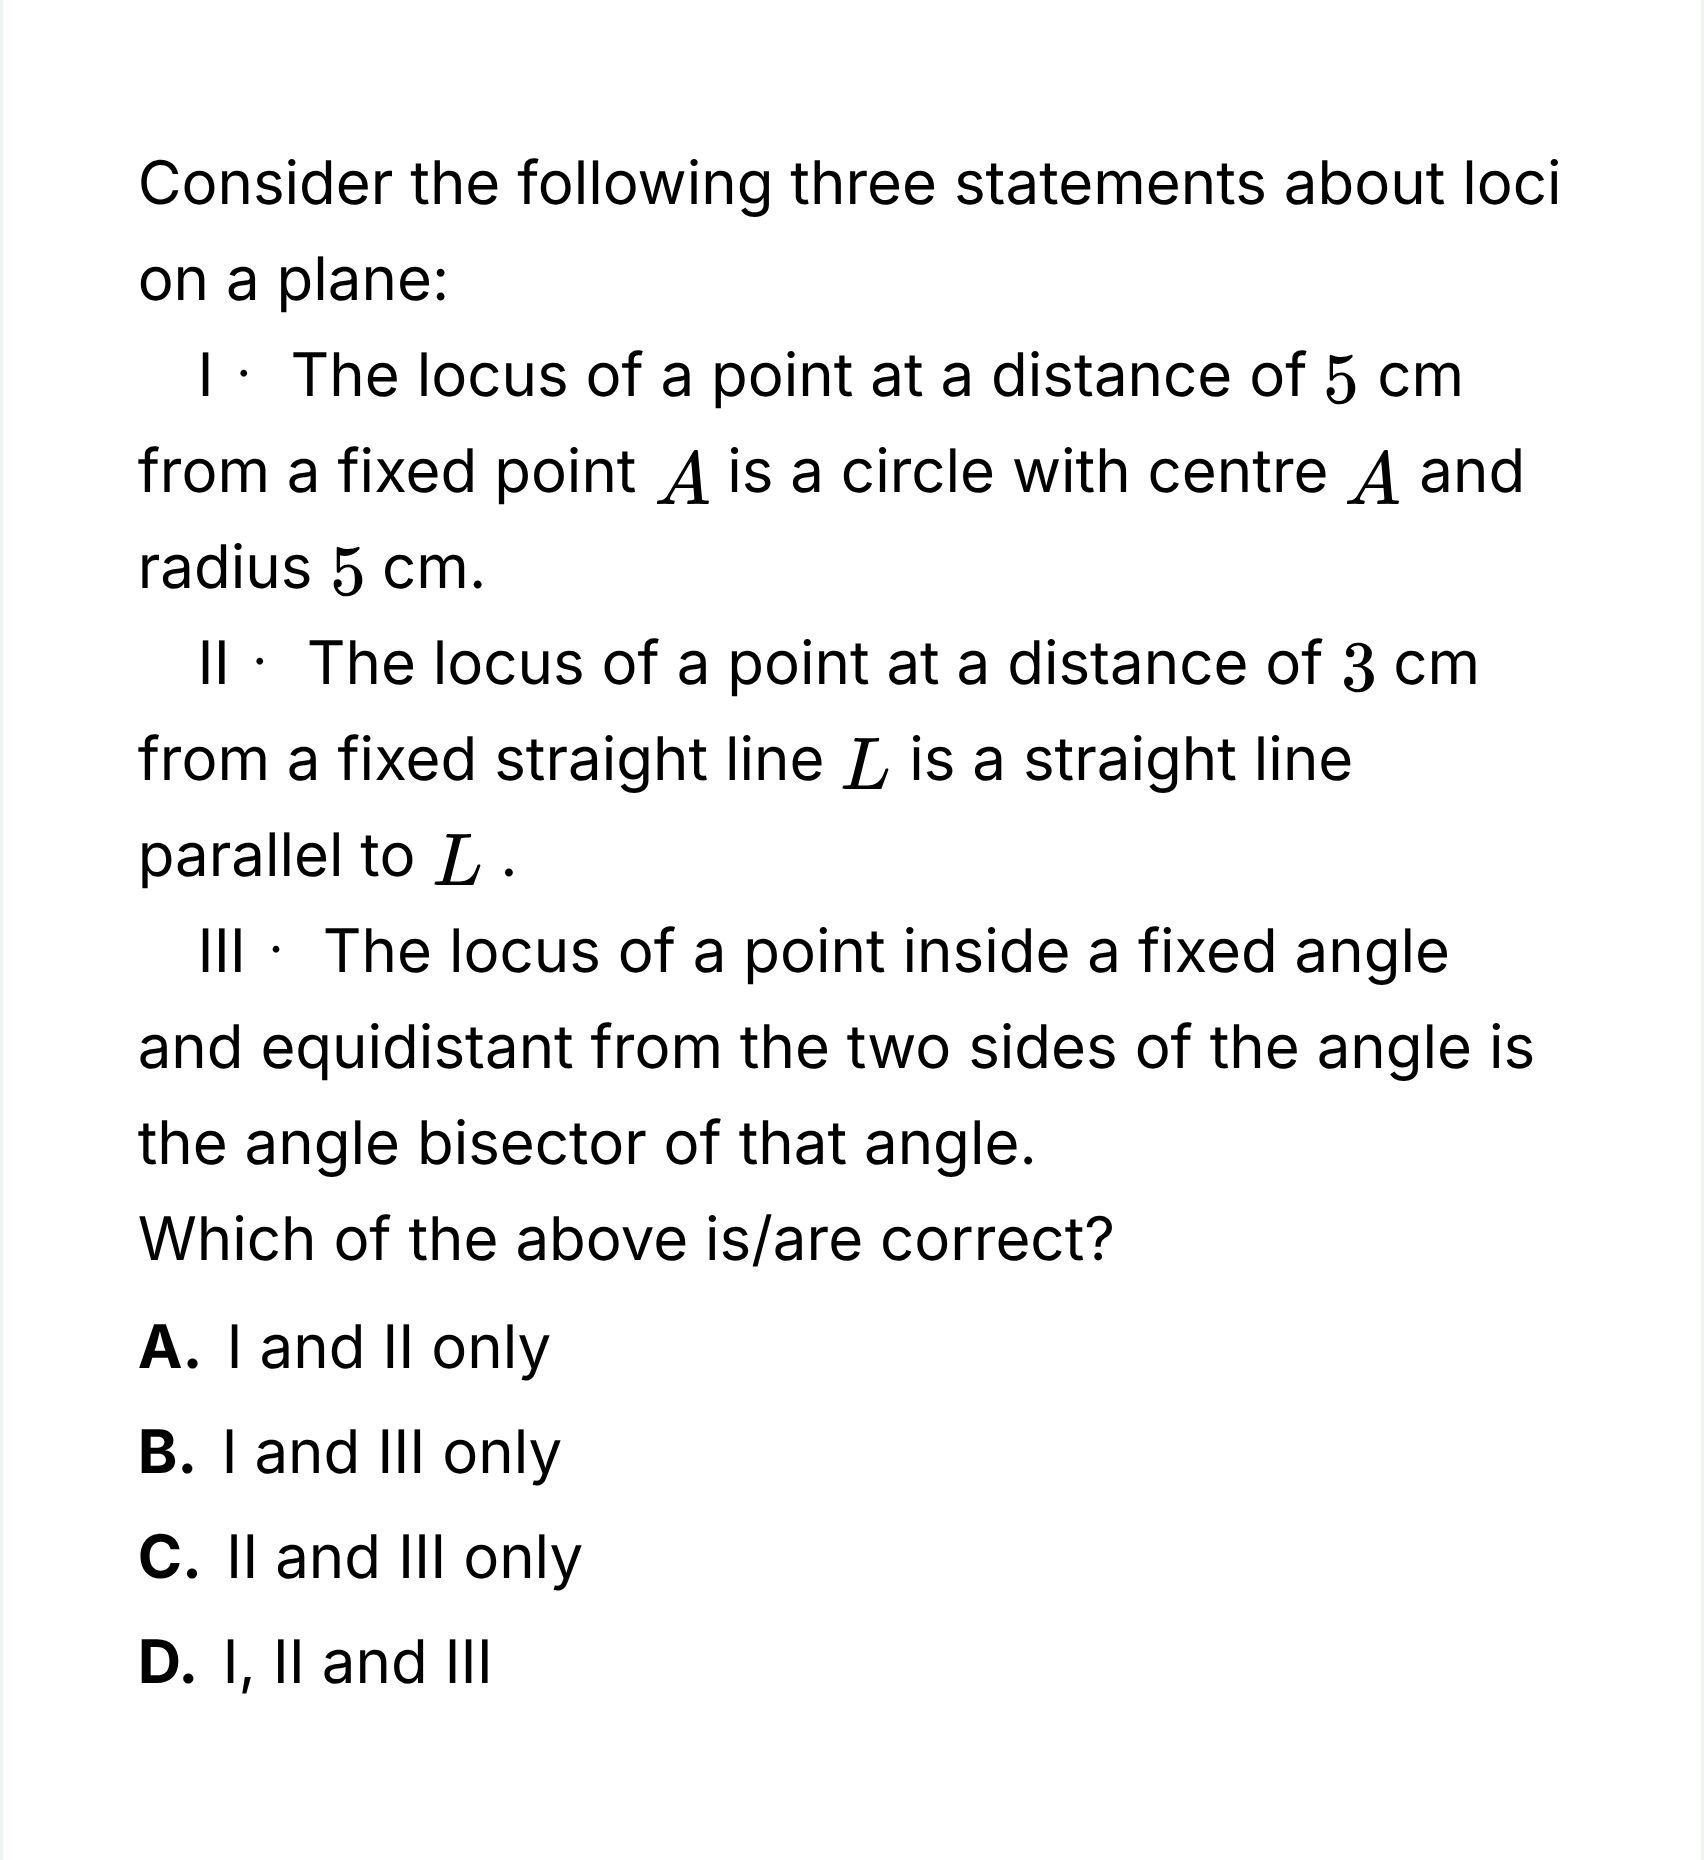 Consider the following three statements about loci
on a plane:
I · The locus of a point at a distance of 5 cm
from a fixed point A is a circle with centre A and
radius 5 cm.
II · The locus of a point at a distance of 3 cm
from a fixed straight line L is a straight line
parallel to L .
III · The locus of a point inside a fixed angle
and equidistant from the two sides of the angle is
the angle bisector of that angle.
Which of the above is/are correct?
A. I and II only
B. I and III only
C. II and III only
D. I, II and III